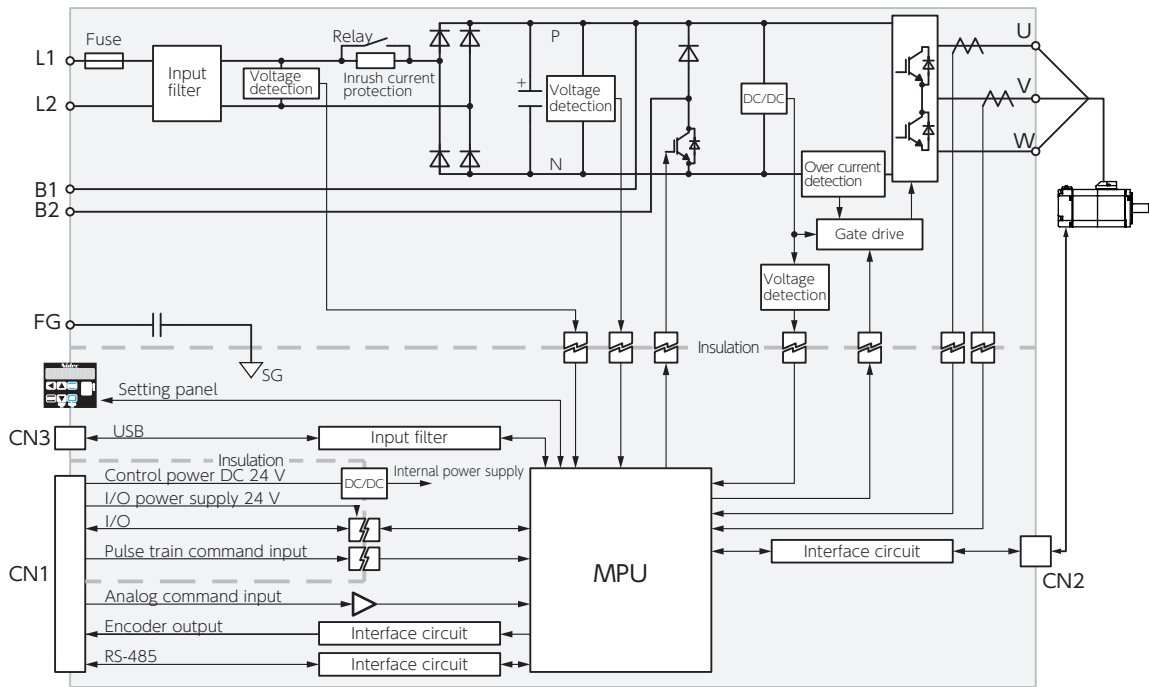 Fuse
Relay
P
U
L1
Input
filter
Voltage
detection
Inrush current
protection
+
Voltage
detection
DC/DC
V
L2
W
N
Over current
detection
B1
B2
Gate drive
Voltage
detection
FG
Insulation
SG
Nidec
Setting panel
CN3
USB
Input filter
Insulation
Control power DC 24 V
DC/DC
Internal power supply
I/O power supply 24 V
I/O
Pulse train command input
MPU
Interface circuit
CN2
CN1
Analog command input
Encoder output
Interface circuit
RS-485
Interface circuit